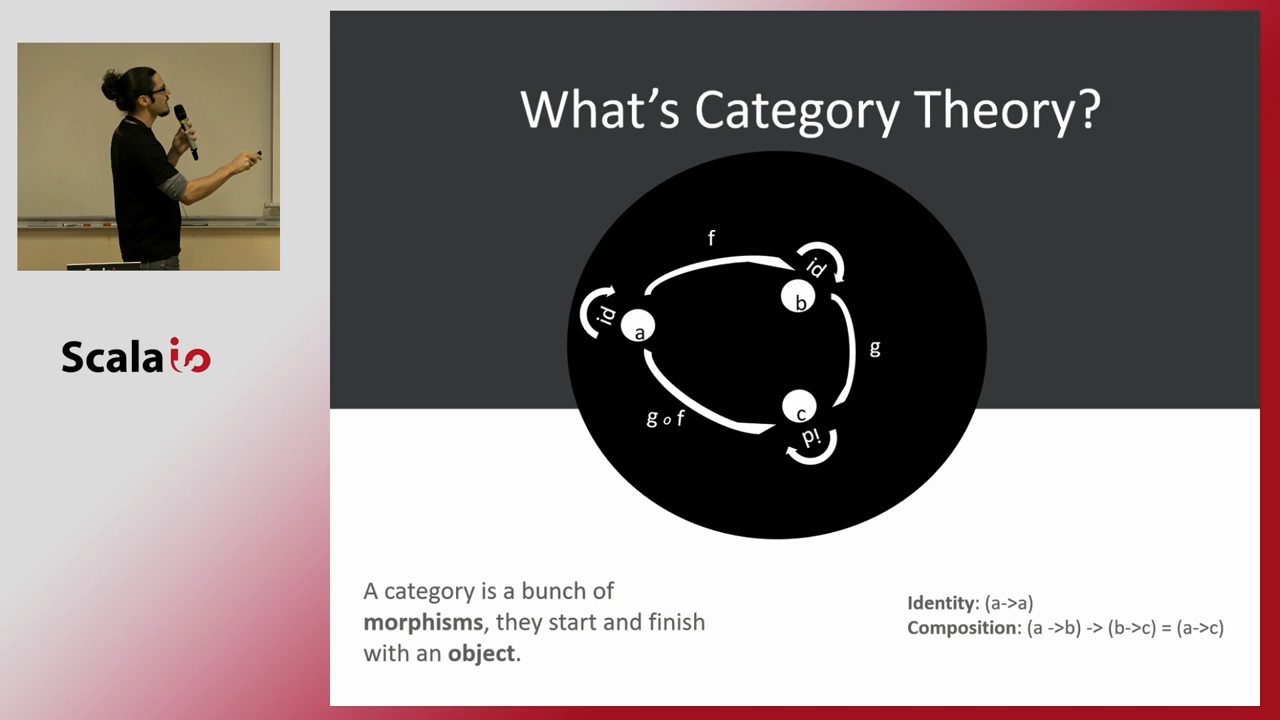 What's Category Theory?
f
id
b
id
a
g
c
g o f
id
Scala io
A category is a bunch of
morphisms, they start and finish
with an object.
Identity: (a->a)
Composition: (a ->b) -> (b->c) = (a->c)